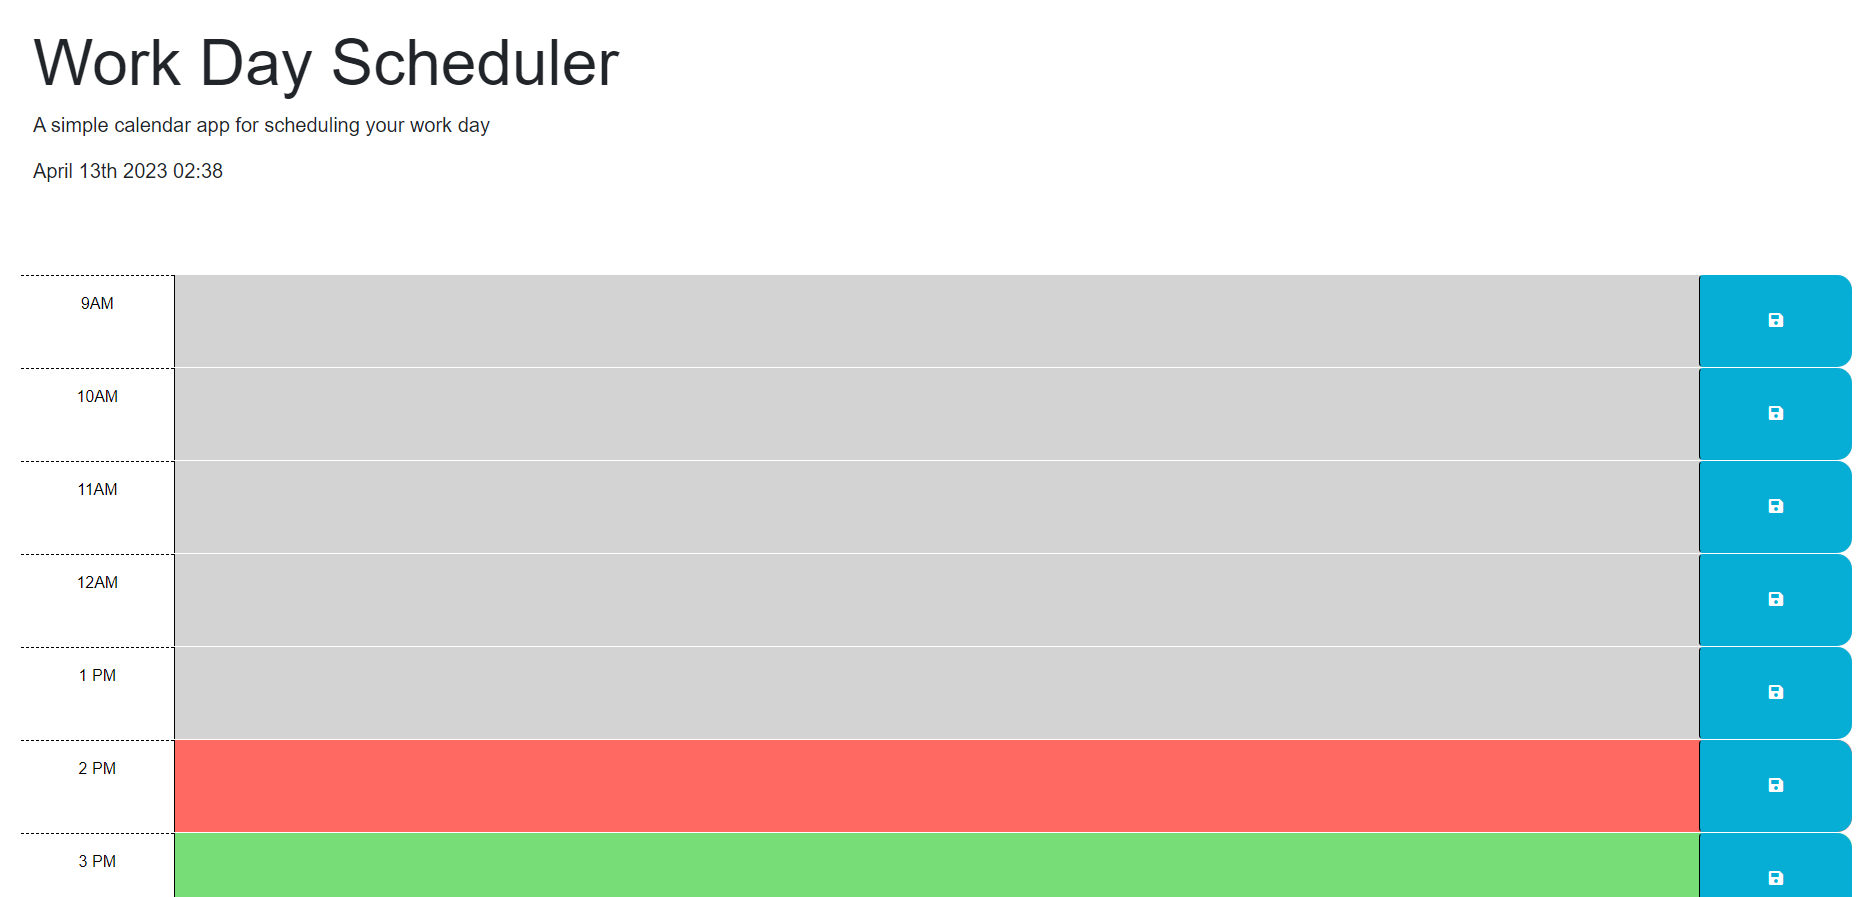 Work Day Scheduler
A simple calendar app for scheduling your work day
April 13th 2023 02:38
9AM
10AM
11AM
12AM
1 PM
2 PM
3 PM